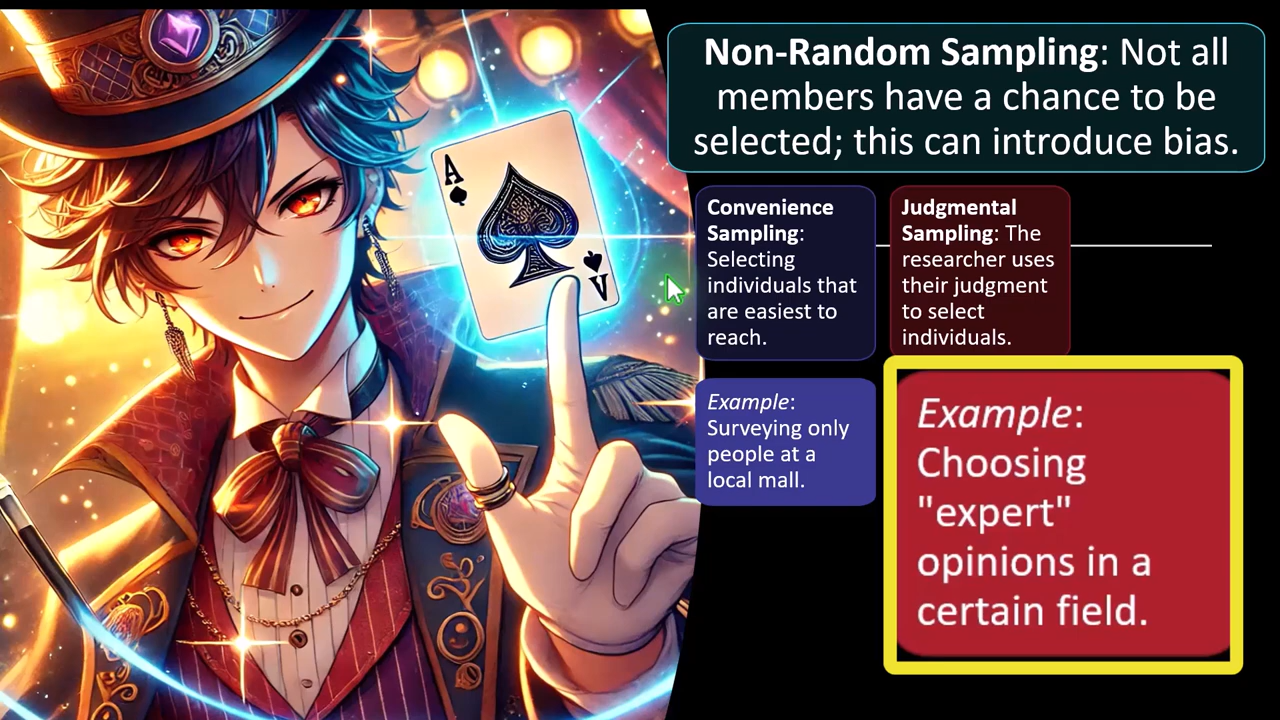 A
A
Non-Random Sampling: Not all
members have a chance to be
selected; this can introduce bias.
Convenience
Sampling:
Selecting
individuals that
are easiest to
reach.
Judgmental
Sampling: The
researcher uses
their judgment
to select
individuals.
Example:
Surveying only
people at a
local mall.
Example:
Choosing
"expert"
opinions in a
certain field.